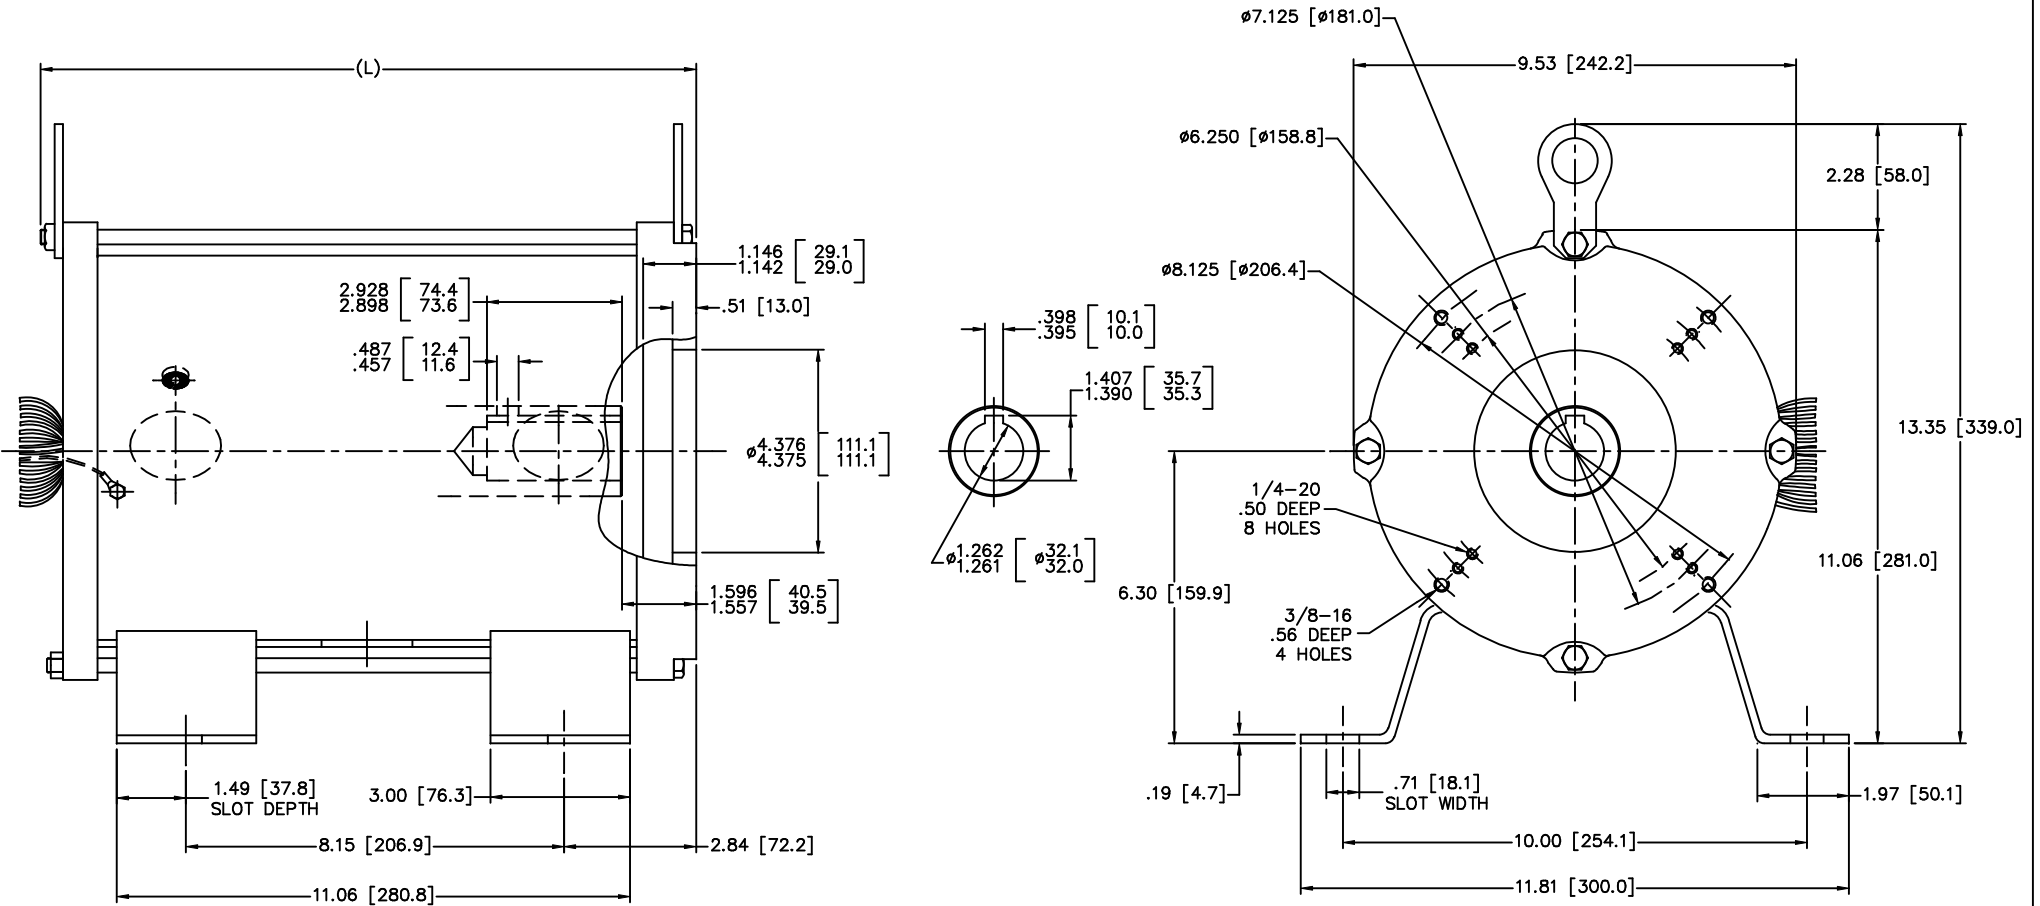 (L)
1.146 [ 29.1 ]
1.142 [ 29.0 ]
2.928 [ 74.4 ]
2.898 [ 73.6 ]
.51 [13.0]
.487 [ 12.4 ]
.457 [ 11.6 ]
ø4.376 [ 111.1 ]
4.375 [ 111.1 ]
1.596 [ 40.5 ]
1.557 [ 39.5 ]
1.49 [37.8]
SLOT DEPTH
3.00 [76.3]
8.15 [206.9]
2.84 [72.2]
11.06 [280.8]
.398 [ 10.1 ]
.395 [ 10.0 ]
1.407 [ 35.7 ]
1.390 [ 35.3 ]
ø1.262 [ ø32.1 ]
1.261 [ 32.0 ]
ø7.125 [ø181.0]
9.53 [242.2]
ø6.250 [ø158.8]
2.28 [58.0]
ø8.125 [ø206.4]
13.35 [339.0]
1/4-20
.50 DEEP
8 HOLES
11.06 [281.0]
6.30 [159.9]
3/8-16
.56 DEEP
4 HOLES
.19 [4.7]
.71 [18.1]
SLOT WIDTH
1.97 [50.1]
10.00 [254.1]
11.81 [300.0]